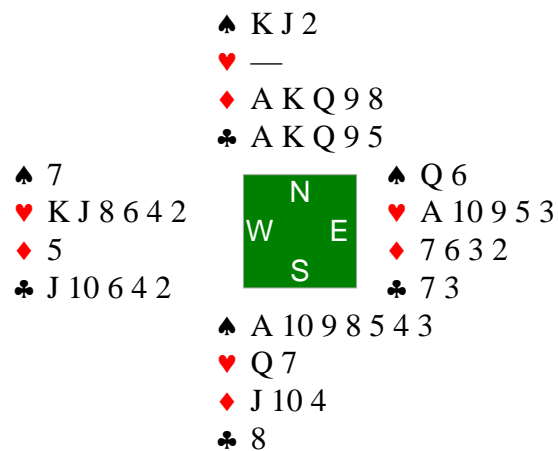 ♠ K J 2
♥ —
♦ A K Q 9 8
♣ A K Q 9 5
♠ 7
♥ K J 8 6 4 2
♦ 5
♣ J 10 6 4 2
N
W E
S
♠ Q 6
♥ A 10 9 5 3
♦ 7 6 3 2
♣ 7 3
♠ A 10 9 8 5 4 3
♥ Q 7
♦ J 10 4
♣ 8